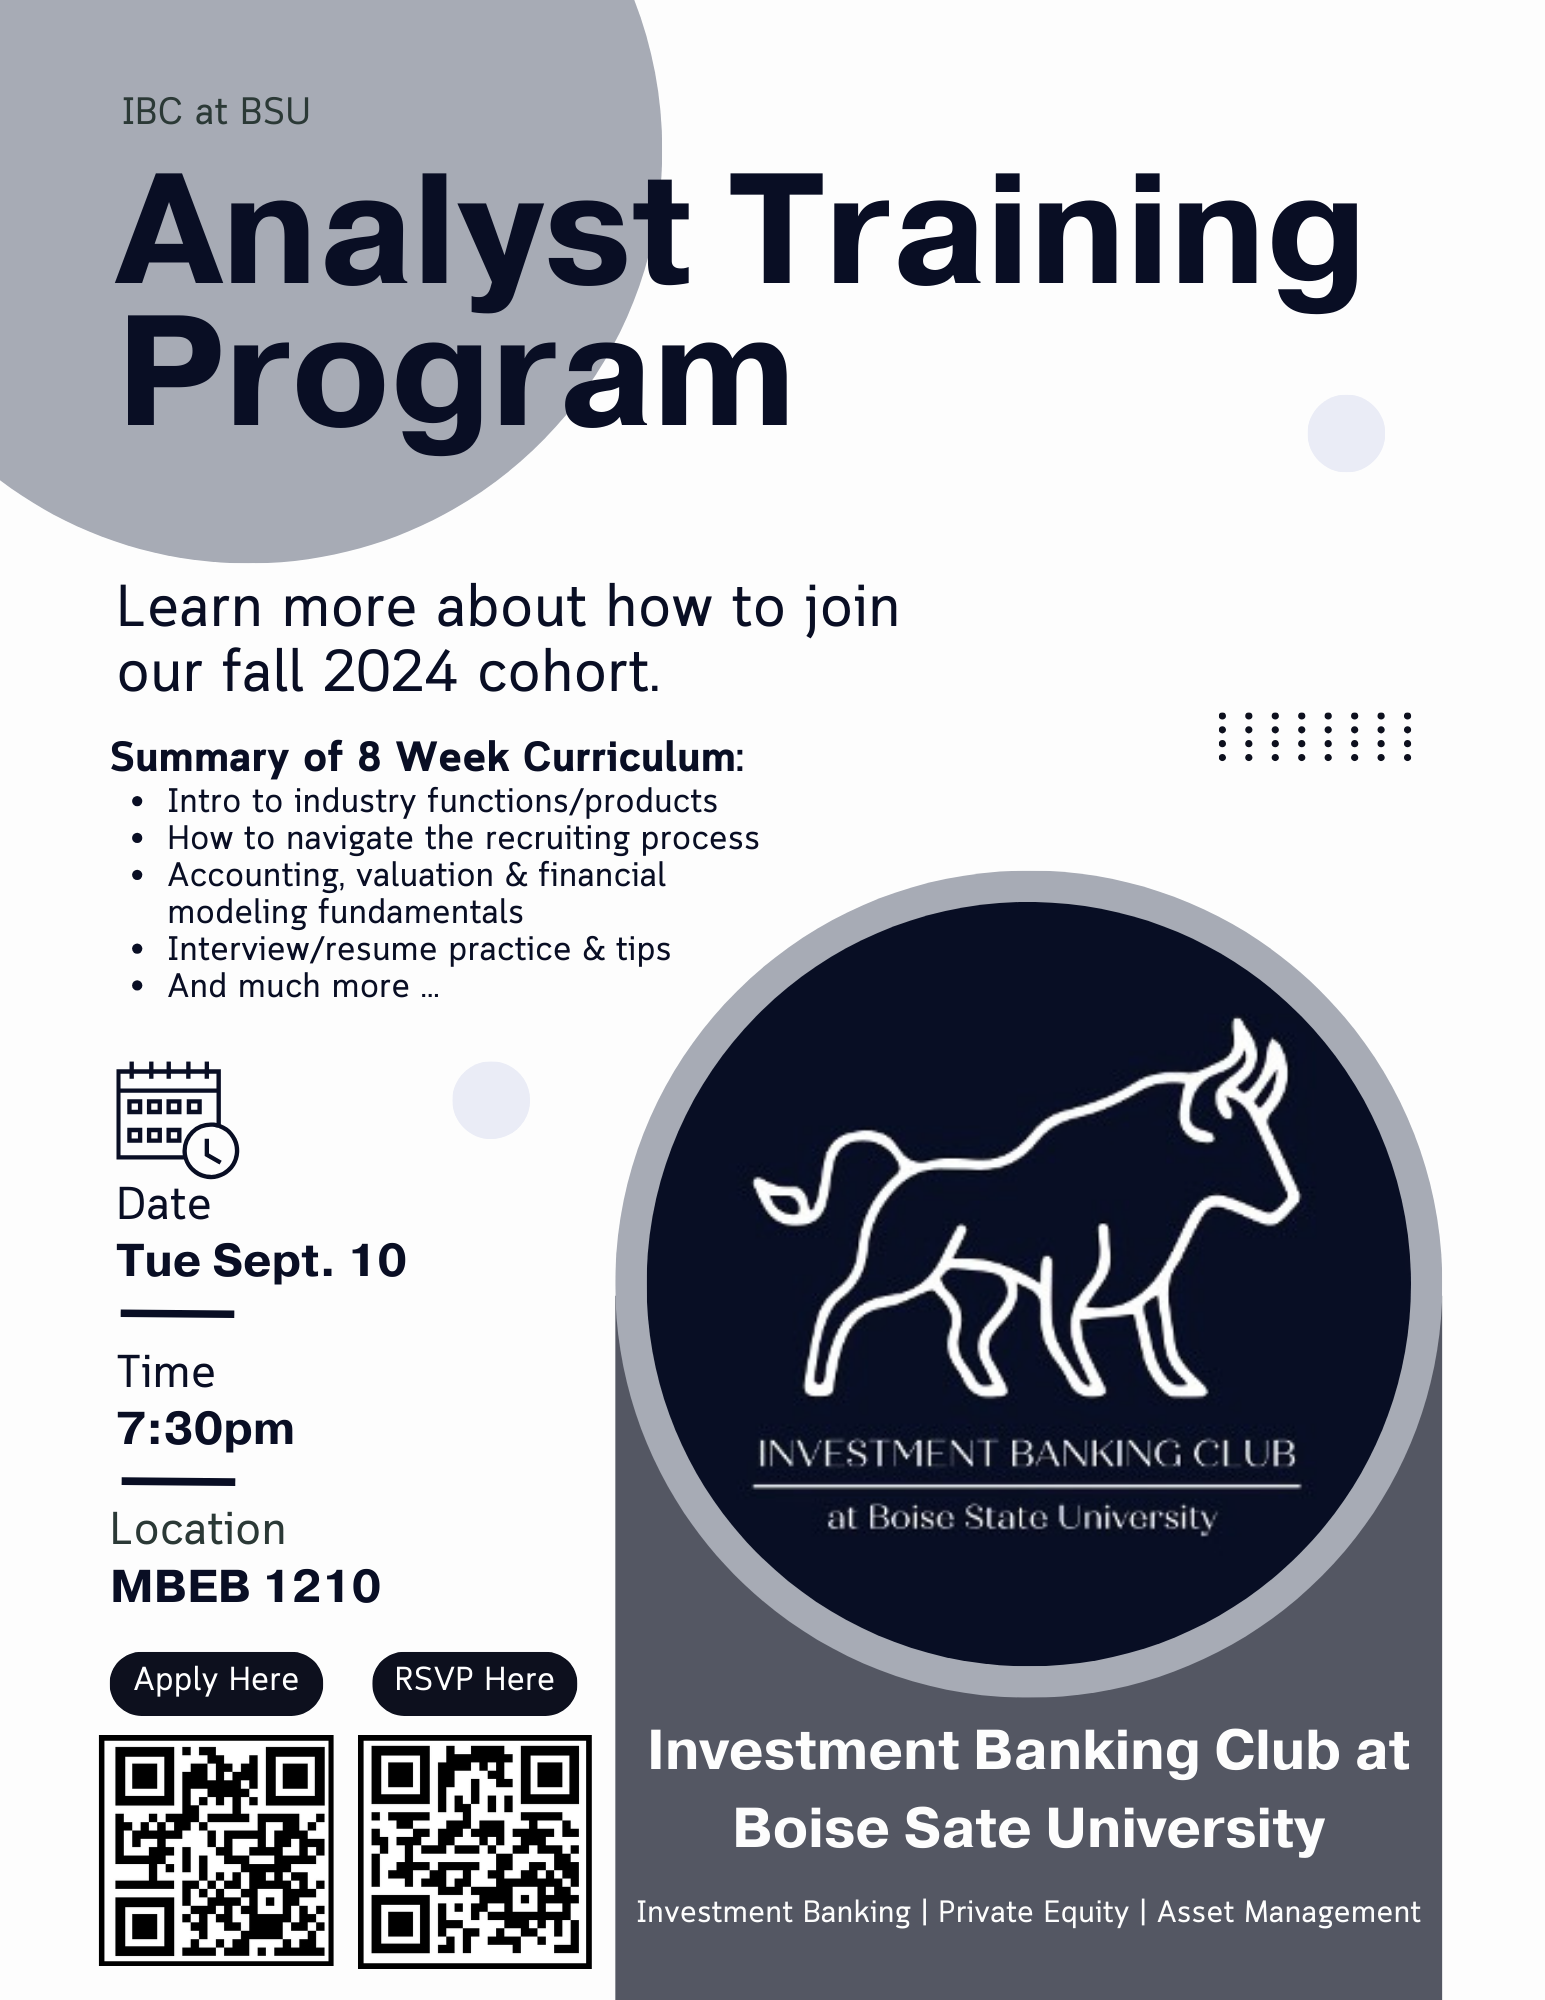 IBC at BSU
Analyst Training
Program
Learn more about how to join
our fall 2024 cohort.
Summary of 8 Week Curriculum:
• Intro to industry functions/products
• How to navigate the recruiting process
• Accounting, valuation & financial
modeling fundamentals
• Interview/resume practice & tips
• And much more ...
Date
Tue Sept. 10
Time
7:30pm
Location
MBEB 1210
Apply Here
RSVP Here
INVESTMENT BANKING CLUB
at Boise State University
Investment Banking Club at
Boise Sate University
Investment Banking | Private Equity | Asset Management